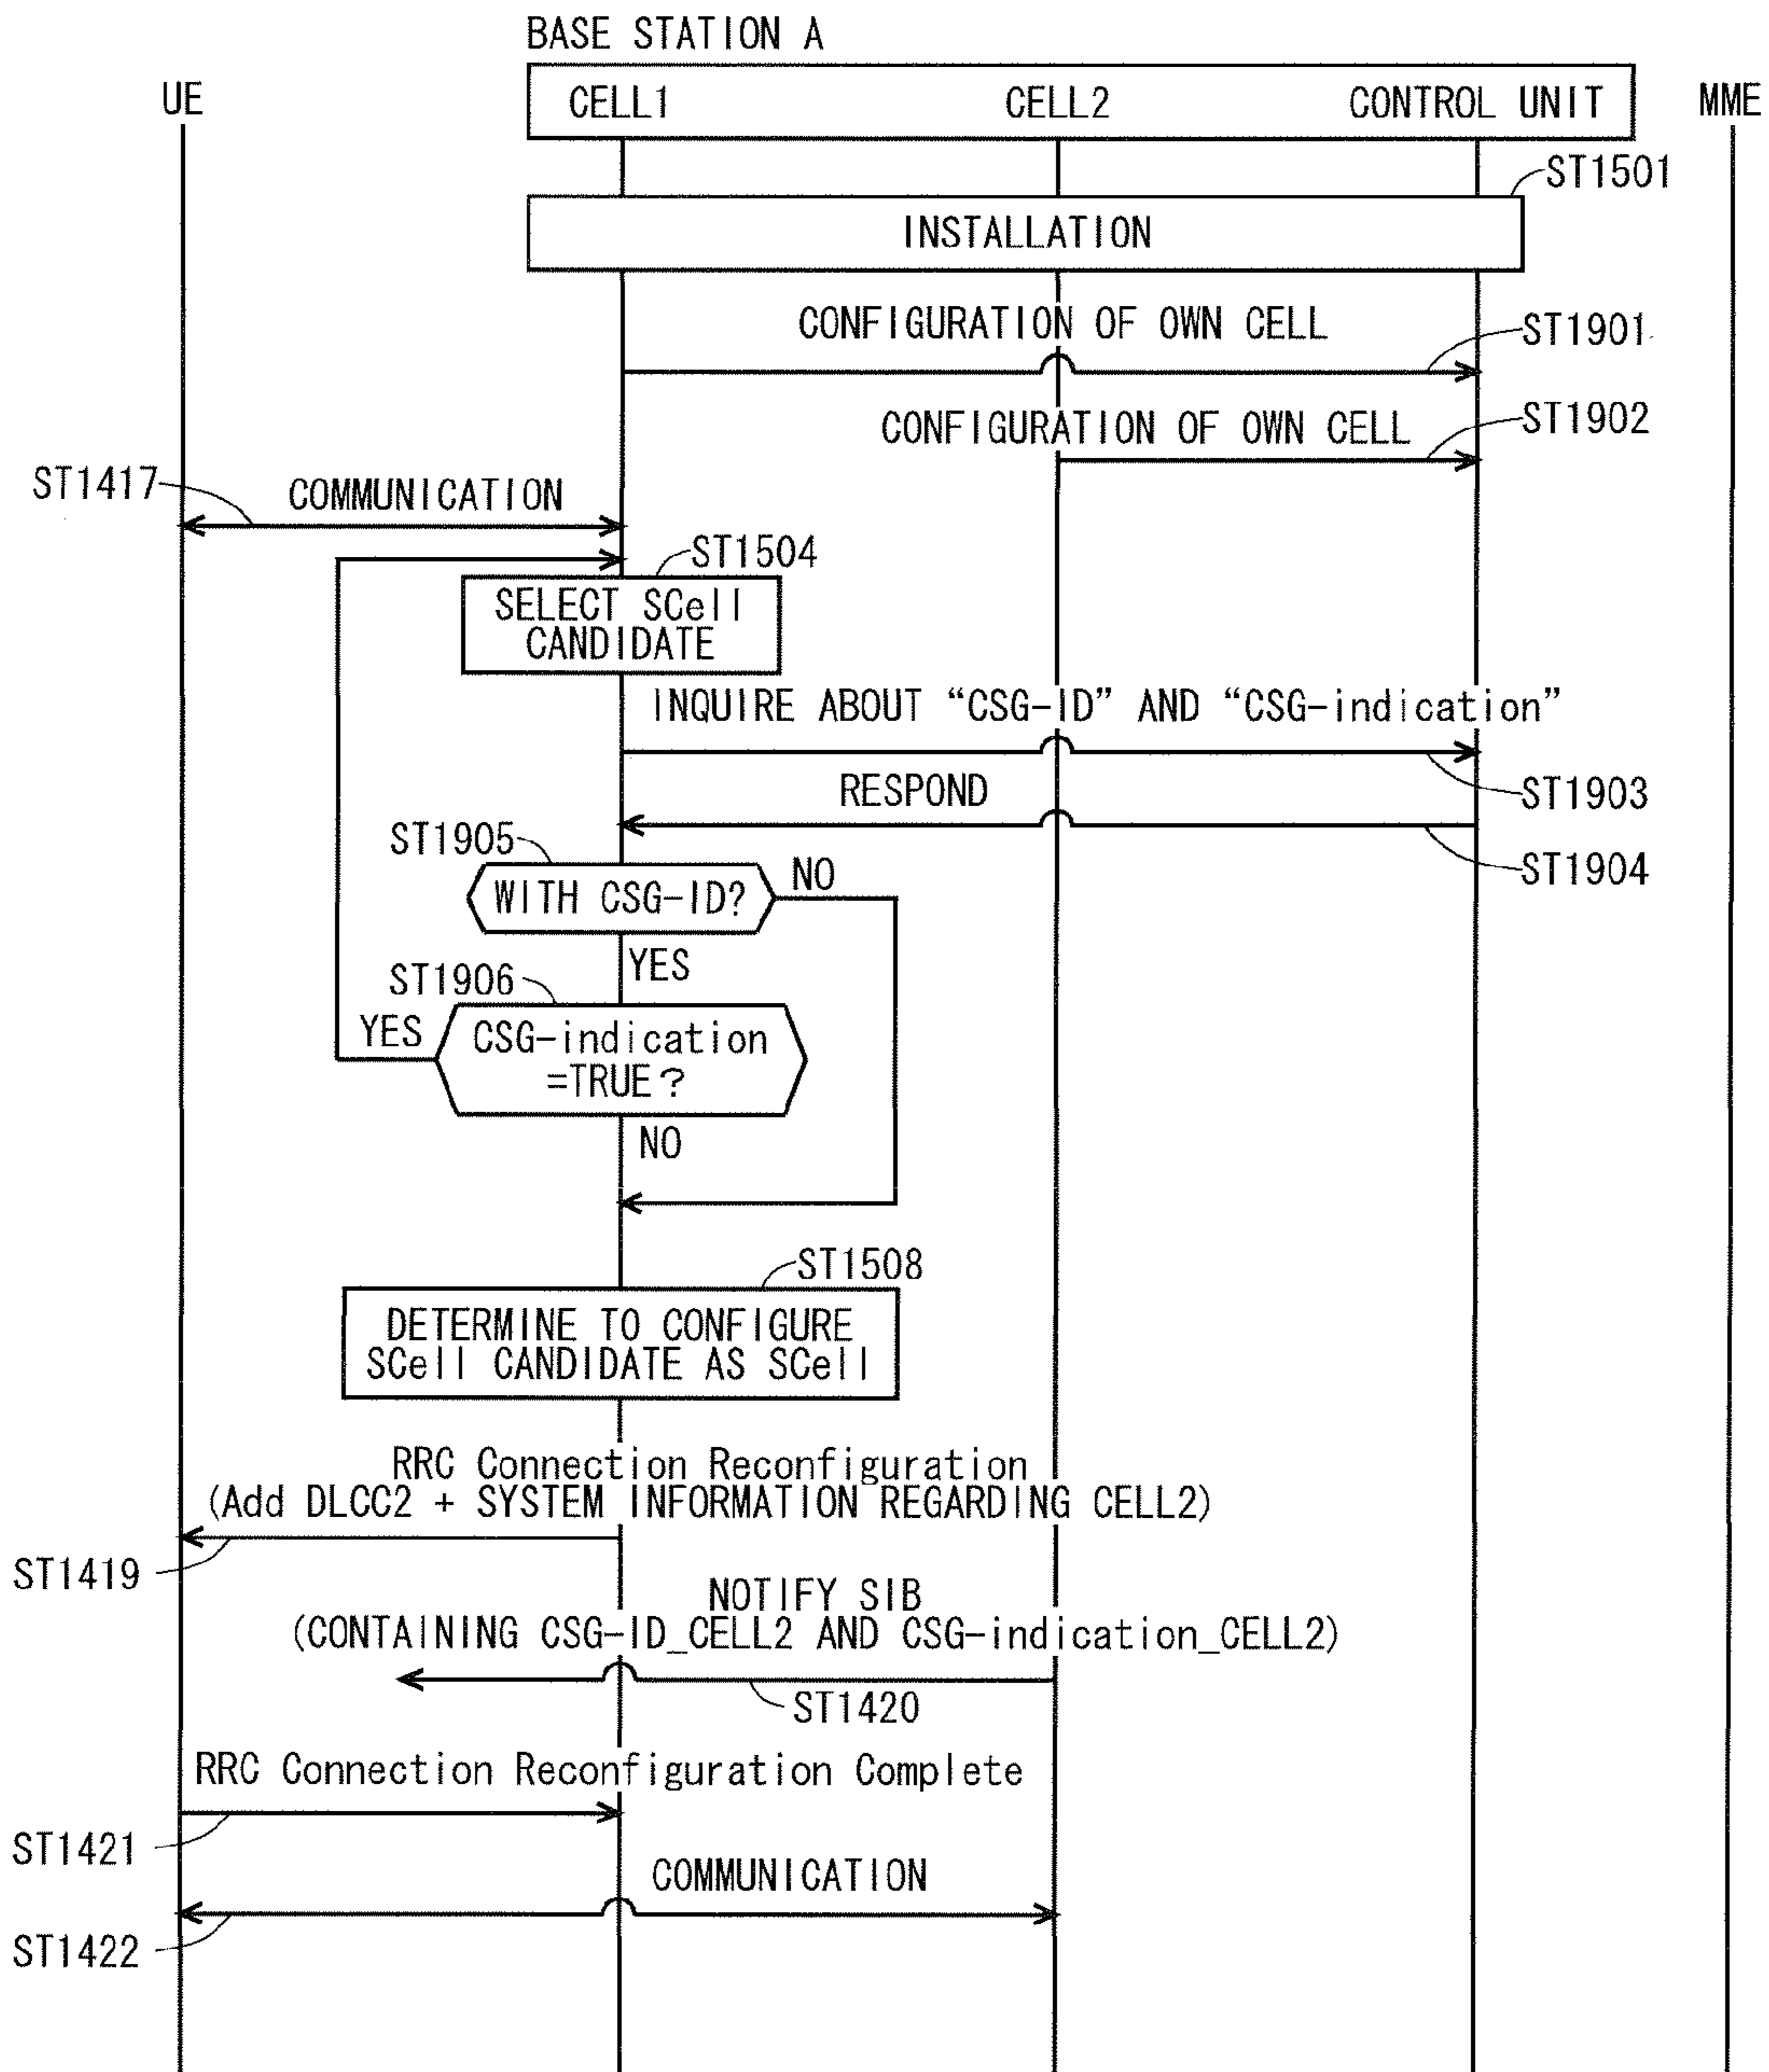 BASE STATION A
UE
CELL1
CELL2
CONTROL UNIT
MME
ST1501
INSTALLATION
CONFIGURATION OF OWN CELL
ST1901
CONFIGURATION OF OWN CELL
ST1902
ST1417
COMMUNICATION
ST1504
SELECT SCell
CANDIDATE
INQUIRE ABOUT “CSG-ID” AND “CSG-indication”
ST1903
RESPOND
ST1904
ST1905
WITH CSG-ID?
NO
YES
ST1906
YES
CSG-indication
=TRUE?
NO
ST1508
DETERMINE TO CONFIGURE
SCell CANDIDATE AS SCell
RRC Connection Reconfiguration
(Add DLCC2 + SYSTEM INFORMATION REGARDING CELL2)
ST1419
NOTIFY SIB
(CONTAINING CSG-ID_CELL2 AND CSG-indication_CELL2)
ST1420
RRC Connection Reconfiguration Complete
ST1421
COMMUNICATION
ST1422